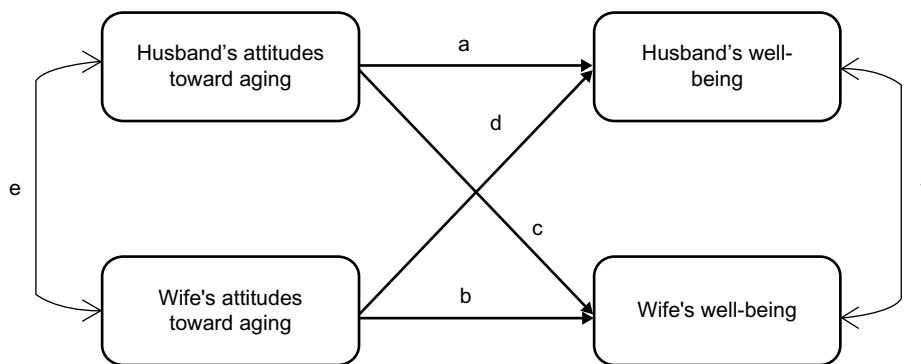 Husband’s attitudes
toward aging
a
Husband’s well-
being
d
e
c
Wife's attitudes
toward aging
b
Wife's well-being